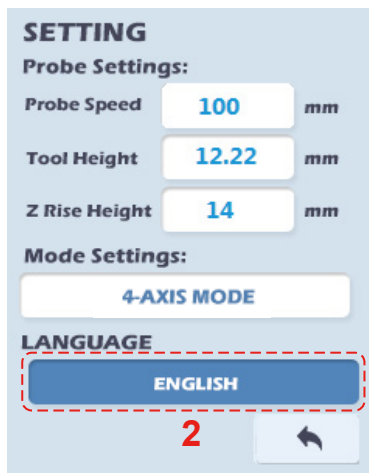 SETTING
Probe Settings:
Probe Speed 100 mm
Tool Height 12.22 mm
Z Rise Height 14 mm
Mode Settings:
4-AXIS MODE
LANGUAGE
ENGLISH
2